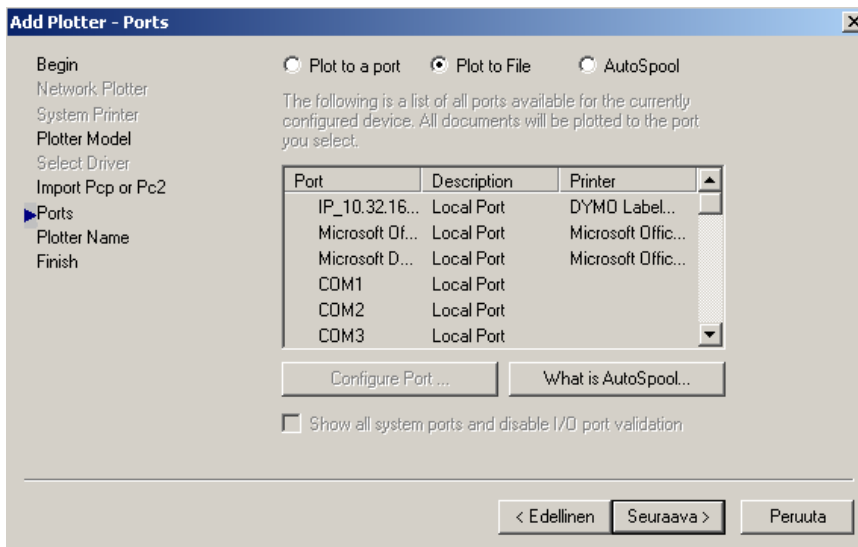 Add Plotter - Ports
Begin
Network Plotter
System Printer
Plotter Model
Select Driver
Import Pcp or Pc2
Ports
Plotter Name
Finish
Plot to a port Plot to File AutoSpool
The following is a list of all ports available for the currently
configured device. All documents will be plotted to the port
you select.
Port Description Printer
IP_10.32.16... Local Port DYMO Label...
Microsoft Of... Local Port Microsoft Offic...
Microsoft D... Local Port Microsoft Offic...
COM1 Local Port
COM2 Local Port
COM3 Local Port
Configure Port ... What is AutoSpool...
Show all system ports and disable I/O port validation
< Edellinen Seuraava > Peruuta